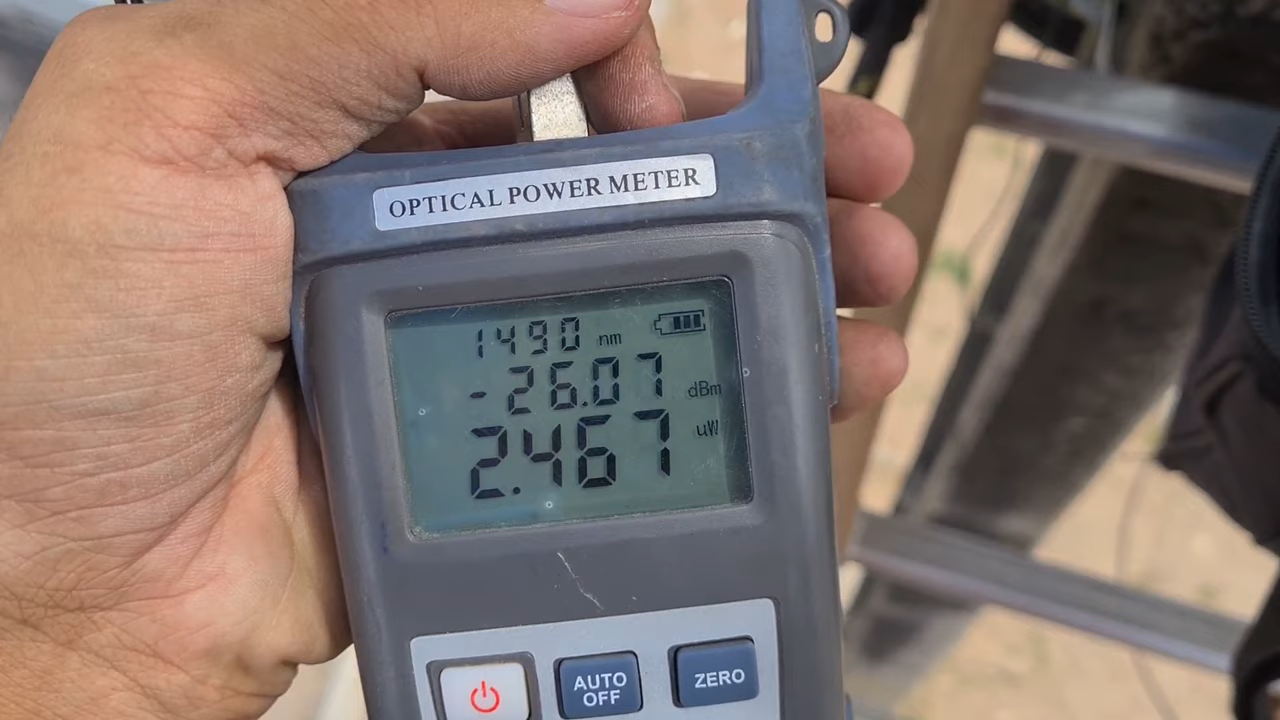 OPTICAL POWER METER
1490 nm
-26.07 dBm
2.467 uW
AUTO OFF
ZERO